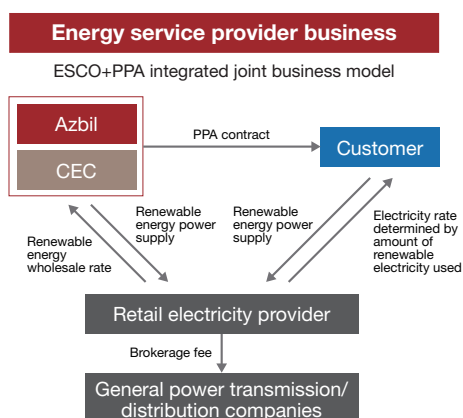 Energy service provider business
ESCO+PPA integrated joint business model
Azbil
CEC
PPA contract
Customer
Renewable
energy
wholesale rate
Renewable
energy power
supply
Renewable
energy power
supply
Electricity rate
determined by
amount of
renewable
electricity used
Retail electricity provider
Brokerage fee
General power transmission/
distribution companies